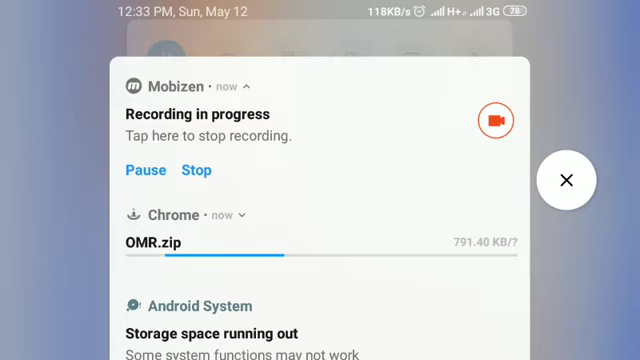 12:33 PM, Sun, May 12 118KB/s H+ 3G 78
Mobizen • now
Recording in progress
Tap here to stop recording.
Pause Stop
Chrome • now
OMR.zip 791.40 KB/?
Android System
Storage space running out
Some system functions may not work